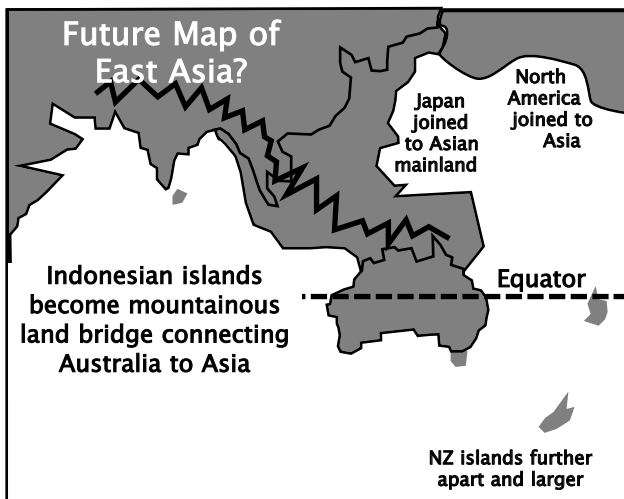 Future Map of
East Asia?
North
America
joined to
Asia
Japan
joined
to Asian
mainland
Indonesian islands
become mountainous
land bridge connecting
Australia to Asia
Equator
NZ islands further
apart and larger